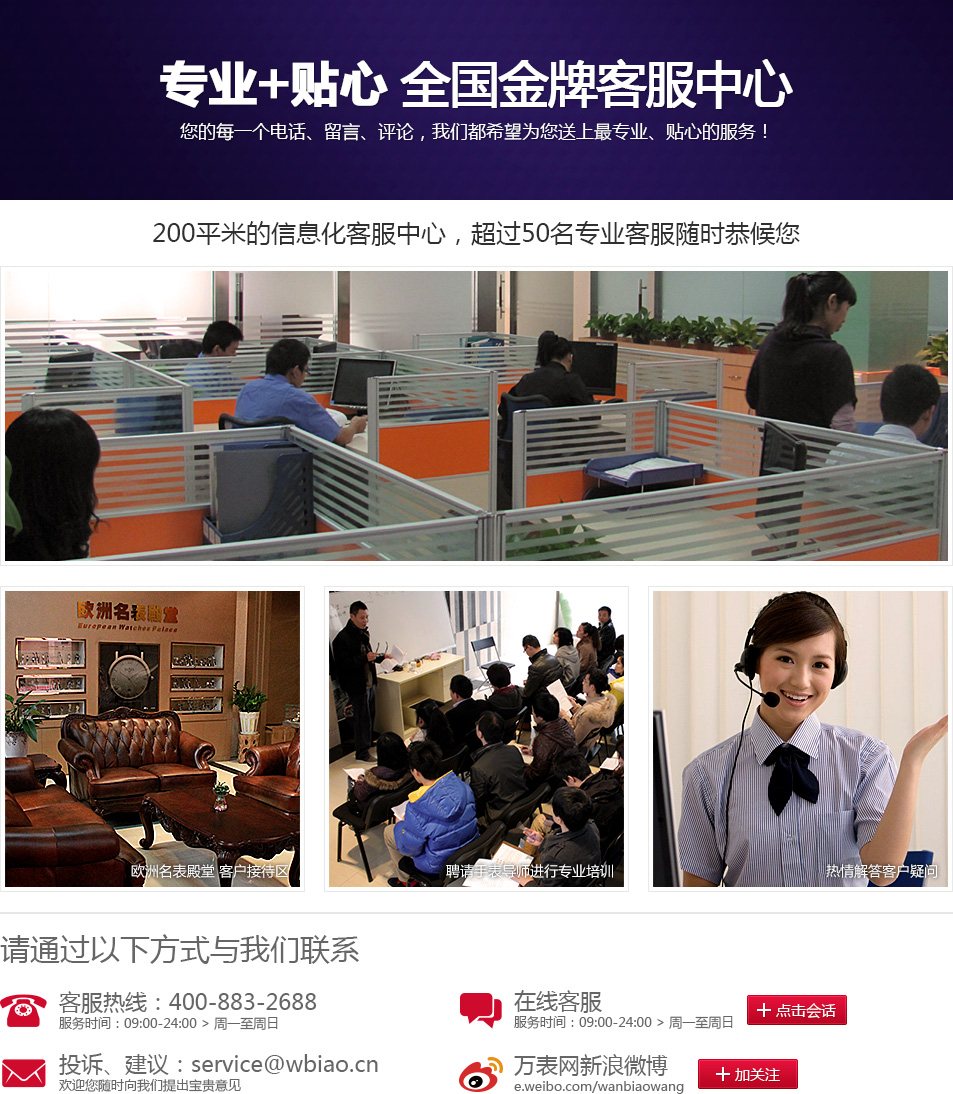 专业+贴心 全国金牌客服中心
您的每一个电话、留言、评论，我们都希望为您送上最专业、贴心的服务！
200平米的信息化客服中心，超过50名专业客服随时恭候您
欧洲名表殿堂
European Watches Palace
欧洲名表殿堂 客户接待区
聘请手表导师进行专业培训
热情解答客户疑问
请通过以下方式与我们联系
客服热线：400-883-2688
服务时间：09:00-24:00 > 周一至周日
在线客服
服务时间：09:00-24:00 > 周一至周日
点击会话
投诉、建议：service@wbiao.cn
欢迎您随时向我们提出宝贵意见
万表网新浪微博
e.weibo.com/wanbiaowang
加关注